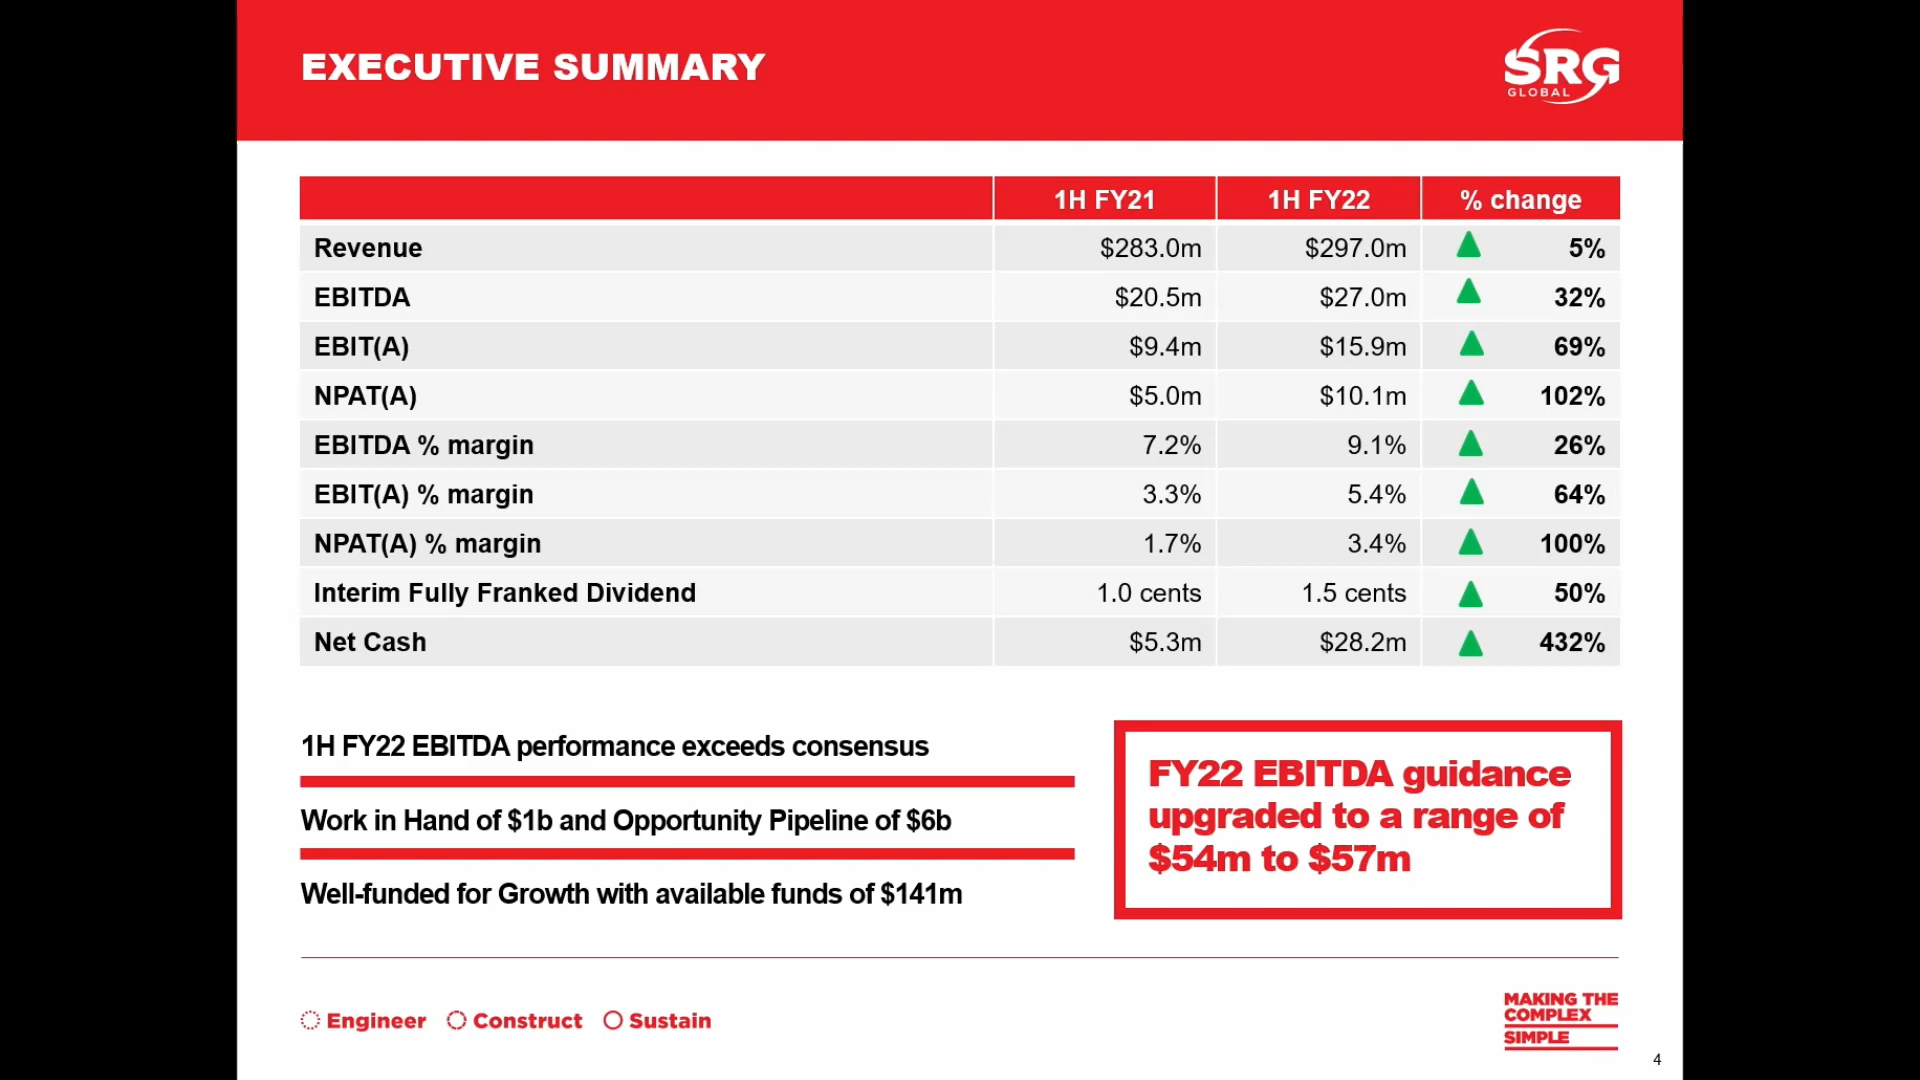 EXECUTIVE SUMMARY
SRG
GLOBAL
1H FY21 1H FY22 % change
Revenue $283.0m $297.0m 5%
EBITDA $20.5m $27.0m 32%
EBIT(A) $9.4m $15.9m 69%
NPAT(A) $5.0m $10.1m 102%
EBITDA % margin 7.2% 9.1% 26%
EBIT(A) % margin 3.3% 5.4% 64%
NPAT(A) % margin 1.7% 3.4% 100%
Interim Fully Franked Dividend 1.0 cents 1.5 cents 50%
Net Cash $5.3m $28.2m 432%
1H FY22 EBITDA performance exceeds consensus
Work in Hand of $1b and Opportunity Pipeline of $6b
Well-funded for Growth with available funds of $141m
FY22 EBITDA guidance
upgraded to a range of
$54m to $57m
Engineer Construct Sustain
MAKING THE
COMPLEX
SIMPLE
4